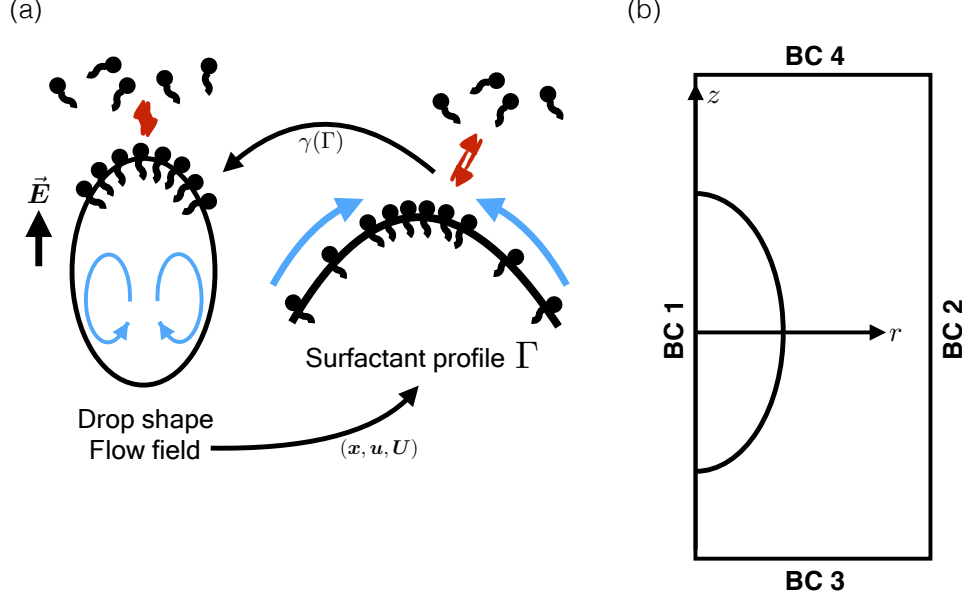 (a)
γ(Γ)
E⃗
Surfactant profile Γ
Drop shape
Flow field
(x, u, U)
(b)
BC 4
z
BC 1
r
BC 2
BC 3